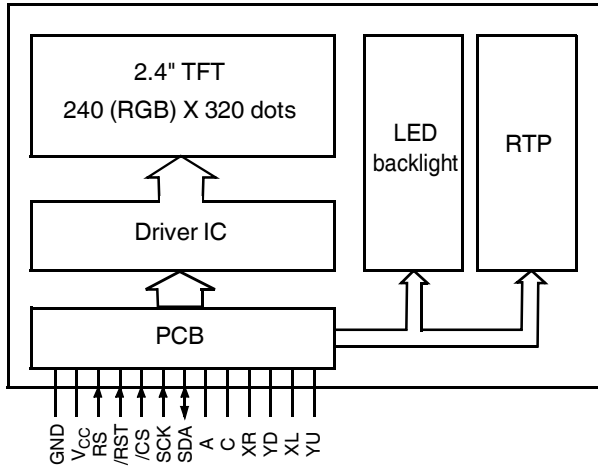 2.4" TFT
240 (RGB) X 320 dots
LED
backlight
RTP
Driver IC
PCB
GND
VCC
RS
/RST
/CS
SCK
SDA
A
C
XR
YD
XL
YU